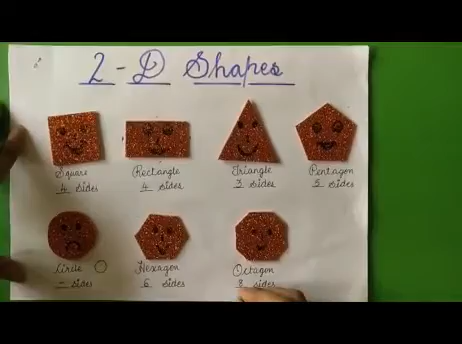 2-D Shapes
Square Rectangle Triangle Pentagon
4 sides 4 sides 3 sides 5 sides
Circle Hexagon Octagon
- sides 6 sides 8 sides